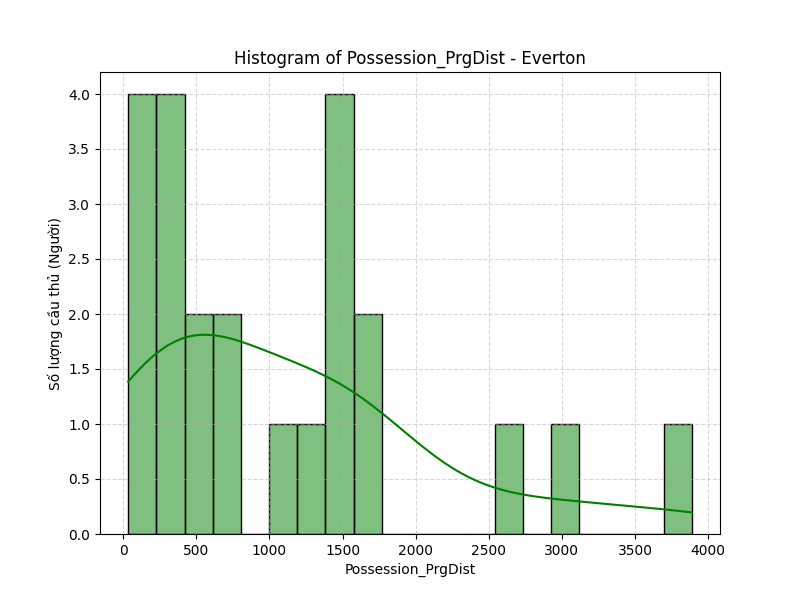 Histogram of Possession_PrgDist - Everton
Số lượng cầu thủ (Người)
4.0
3.5
3.0
2.5
2.0
1.5
1.0
0.5
0.0
0 500 1000 1500 2000 2500 3000 3500 4000
Possession_PrgDist